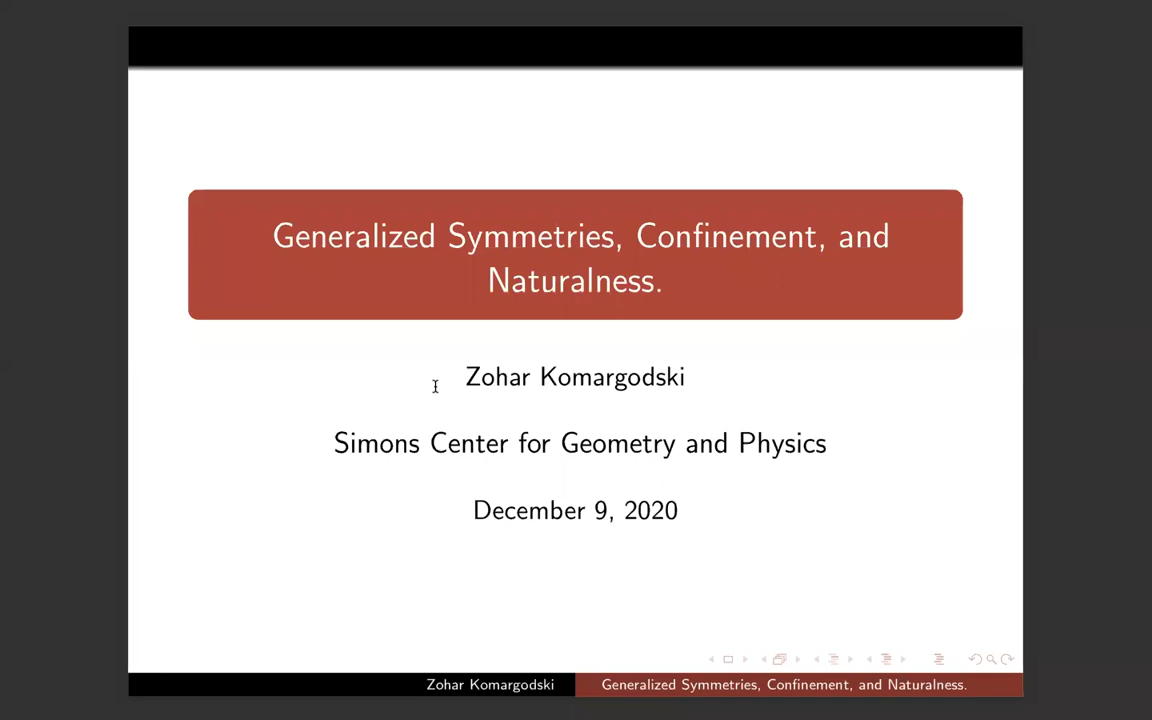 Generalized Symmetries, Confinement, and
Naturalness.
Zohar Komargodski
Simons Center for Geometry and Physics
December 9, 2020
Zohar Komargodski
Generalized Symmetries, Confinement, and Naturalness.